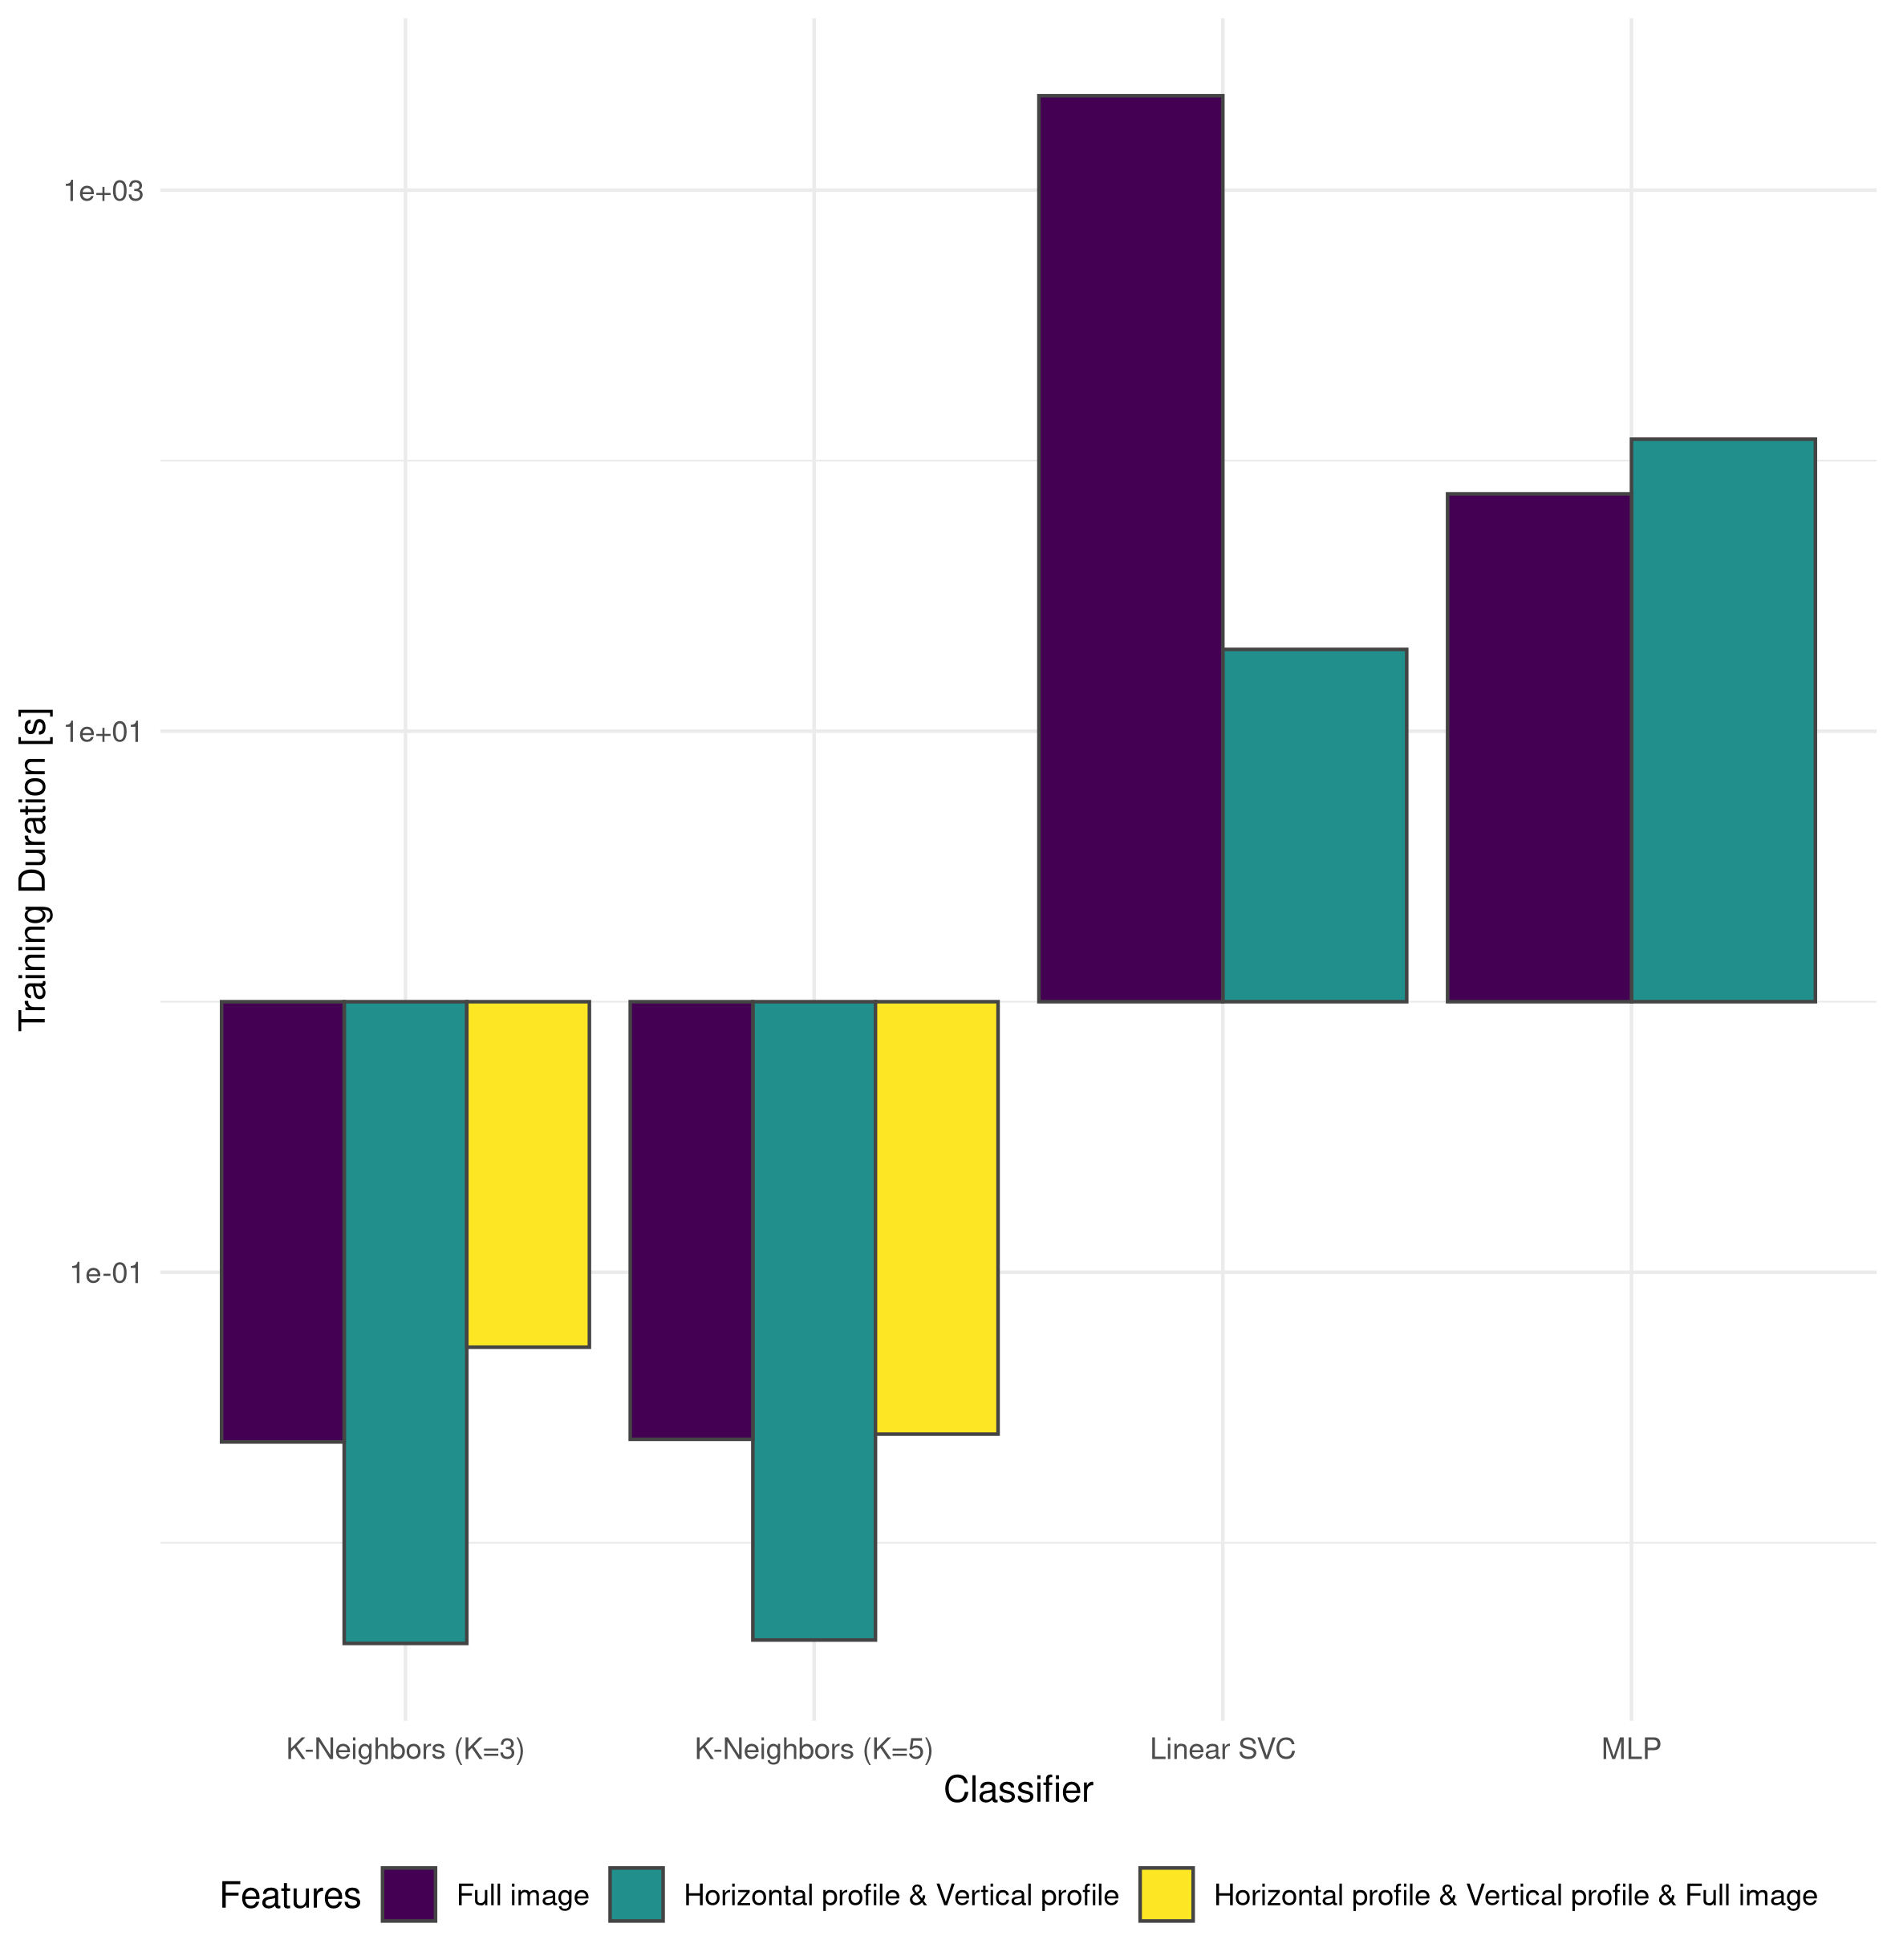 1e+03
1e+01
1e-01
Training Duration [s]
K-Neighbors (K=3)
K-Neighbors (K=5)
Linear SVC
MLP
Classifier
Features
Full image
Horizontal profile & Vertical profile
Horizontal profile & Vertical profile & Full image